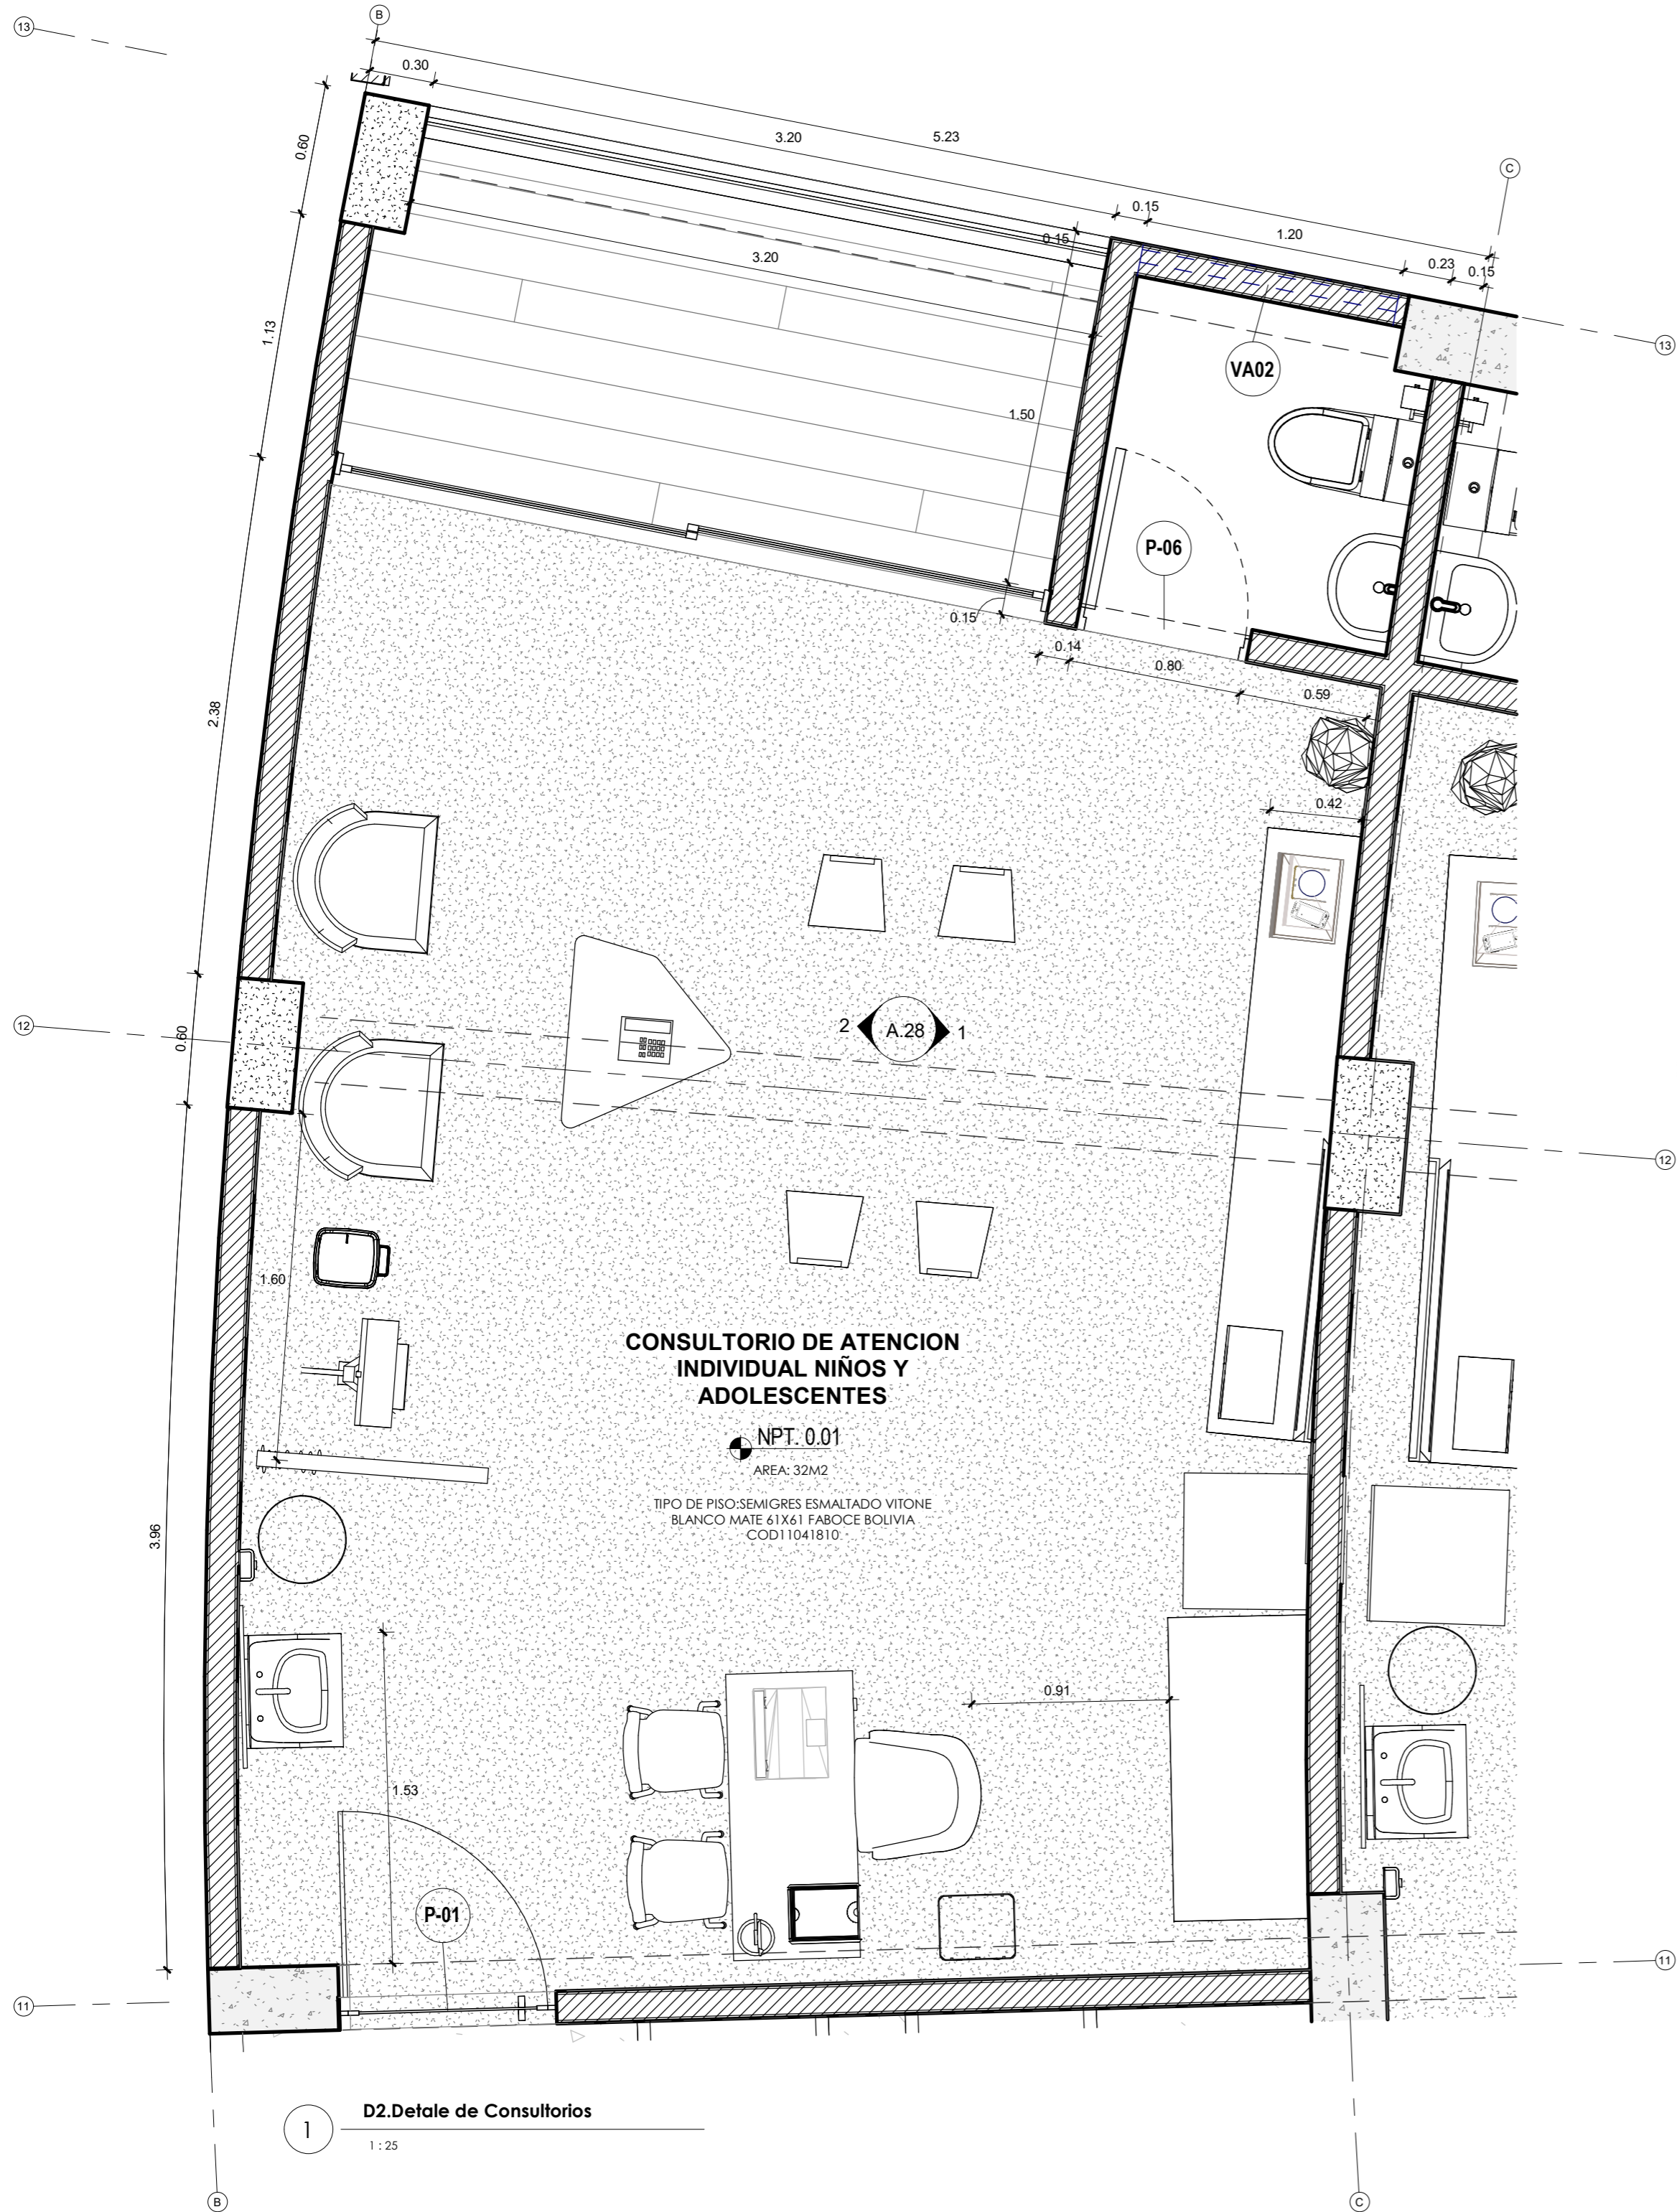 13
B
0.30
3.20
5.23
0.60
C
0.15
1.20
0.15
3.20
0.23
0.15
1.13
13
VA02
1.50
P-06
0.15
0.14
0.80
0.59
2.38
0.42
12
0.60
2
A.28
1
12
1.60
CONSULTORIO DE ATENCION
INDIVIDUAL NIÑOS Y
ADOLESCENTES
NPT. 0.01
AREA: 32M2
TIPO DE PISO:SEMIGRES ESMALTADO VITONE
BLANCO MATE 61X61 FABOCE BOLIVIA
COD11041810
3.96
0.91
1.53
P-01
11
11
D2.Detale de Consultorios
1
1 : 25
B
C